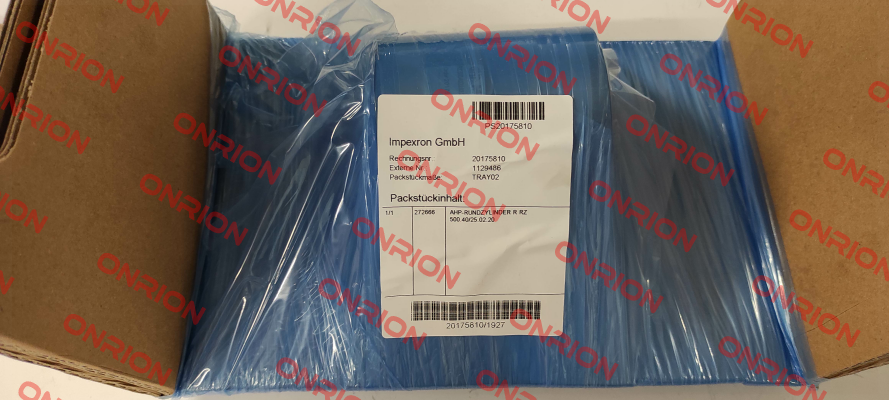 PS20175810
Impexron GmbH
Rechnungsnr. 20175810
Externe Nr. 1129486
Packstückmaße: TRAY02
Packstückinhalt:
1/1 272666 AHP-RUNDZYLINDER R RZ
500.40/25.02.20
20175810/1927
ONRION